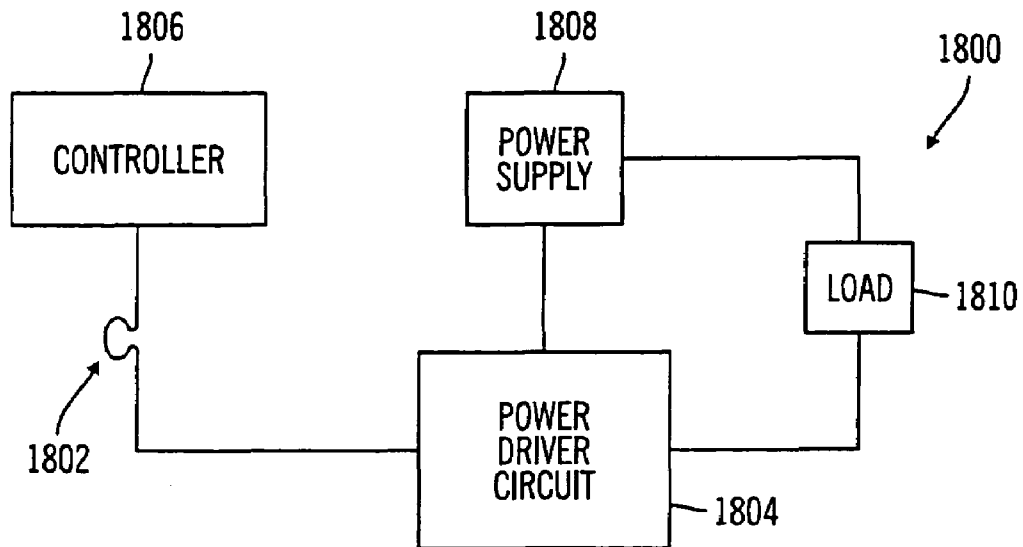 1806
1808
1800
CONTROLLER
POWER
SUPPLY
LOAD
1810
1802
POWER
DRIVER
CIRCUIT
1804